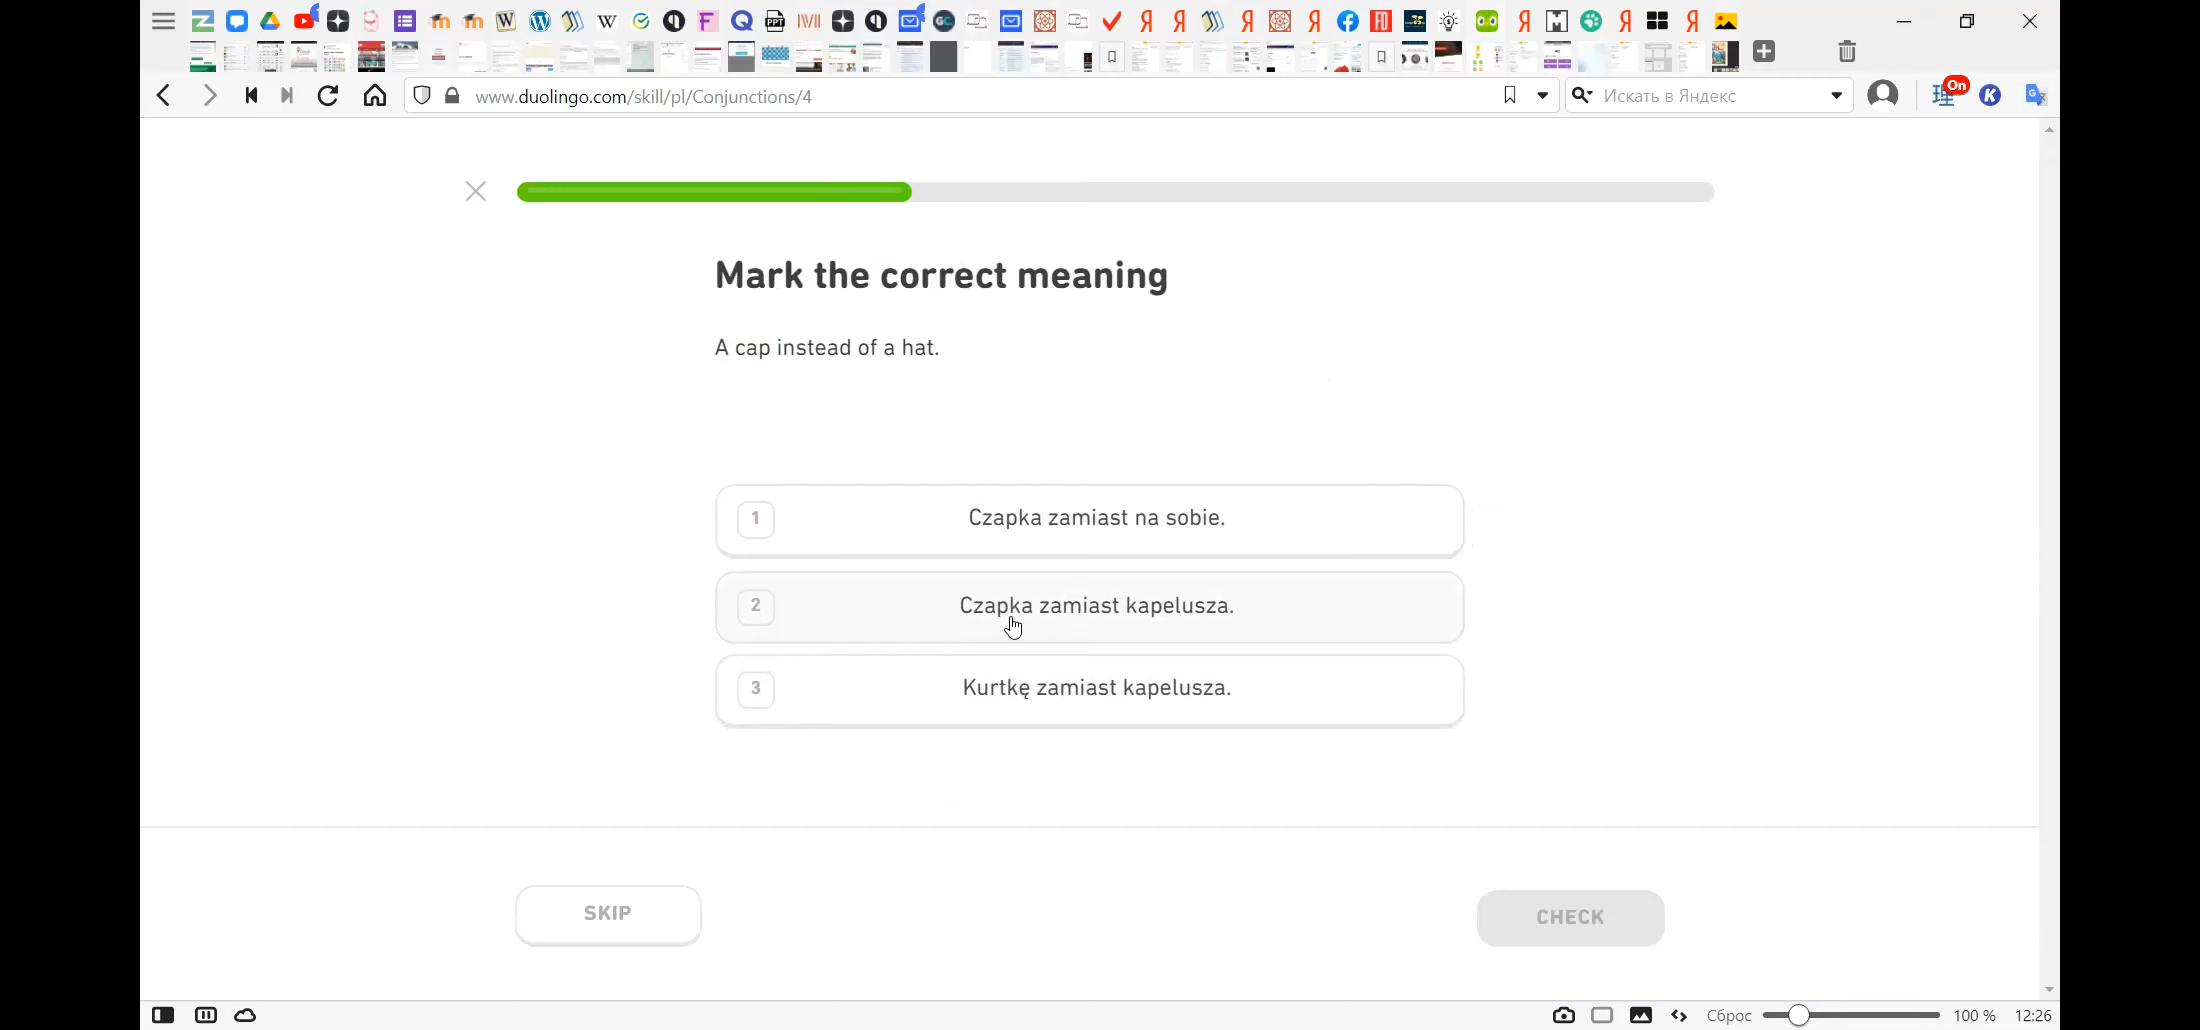 www.duolingo.com/skill/pl/Conjunctions/4
Искать в Яндекс
On
Mark the correct meaning
A cap instead of a hat.
1
Czapka zamiast na sobie.
2
Czapka zamiast kapelusza.
3
Kurtkę zamiast kapelusza.
SKIP
CHECK
Сброс
100 %
12:26